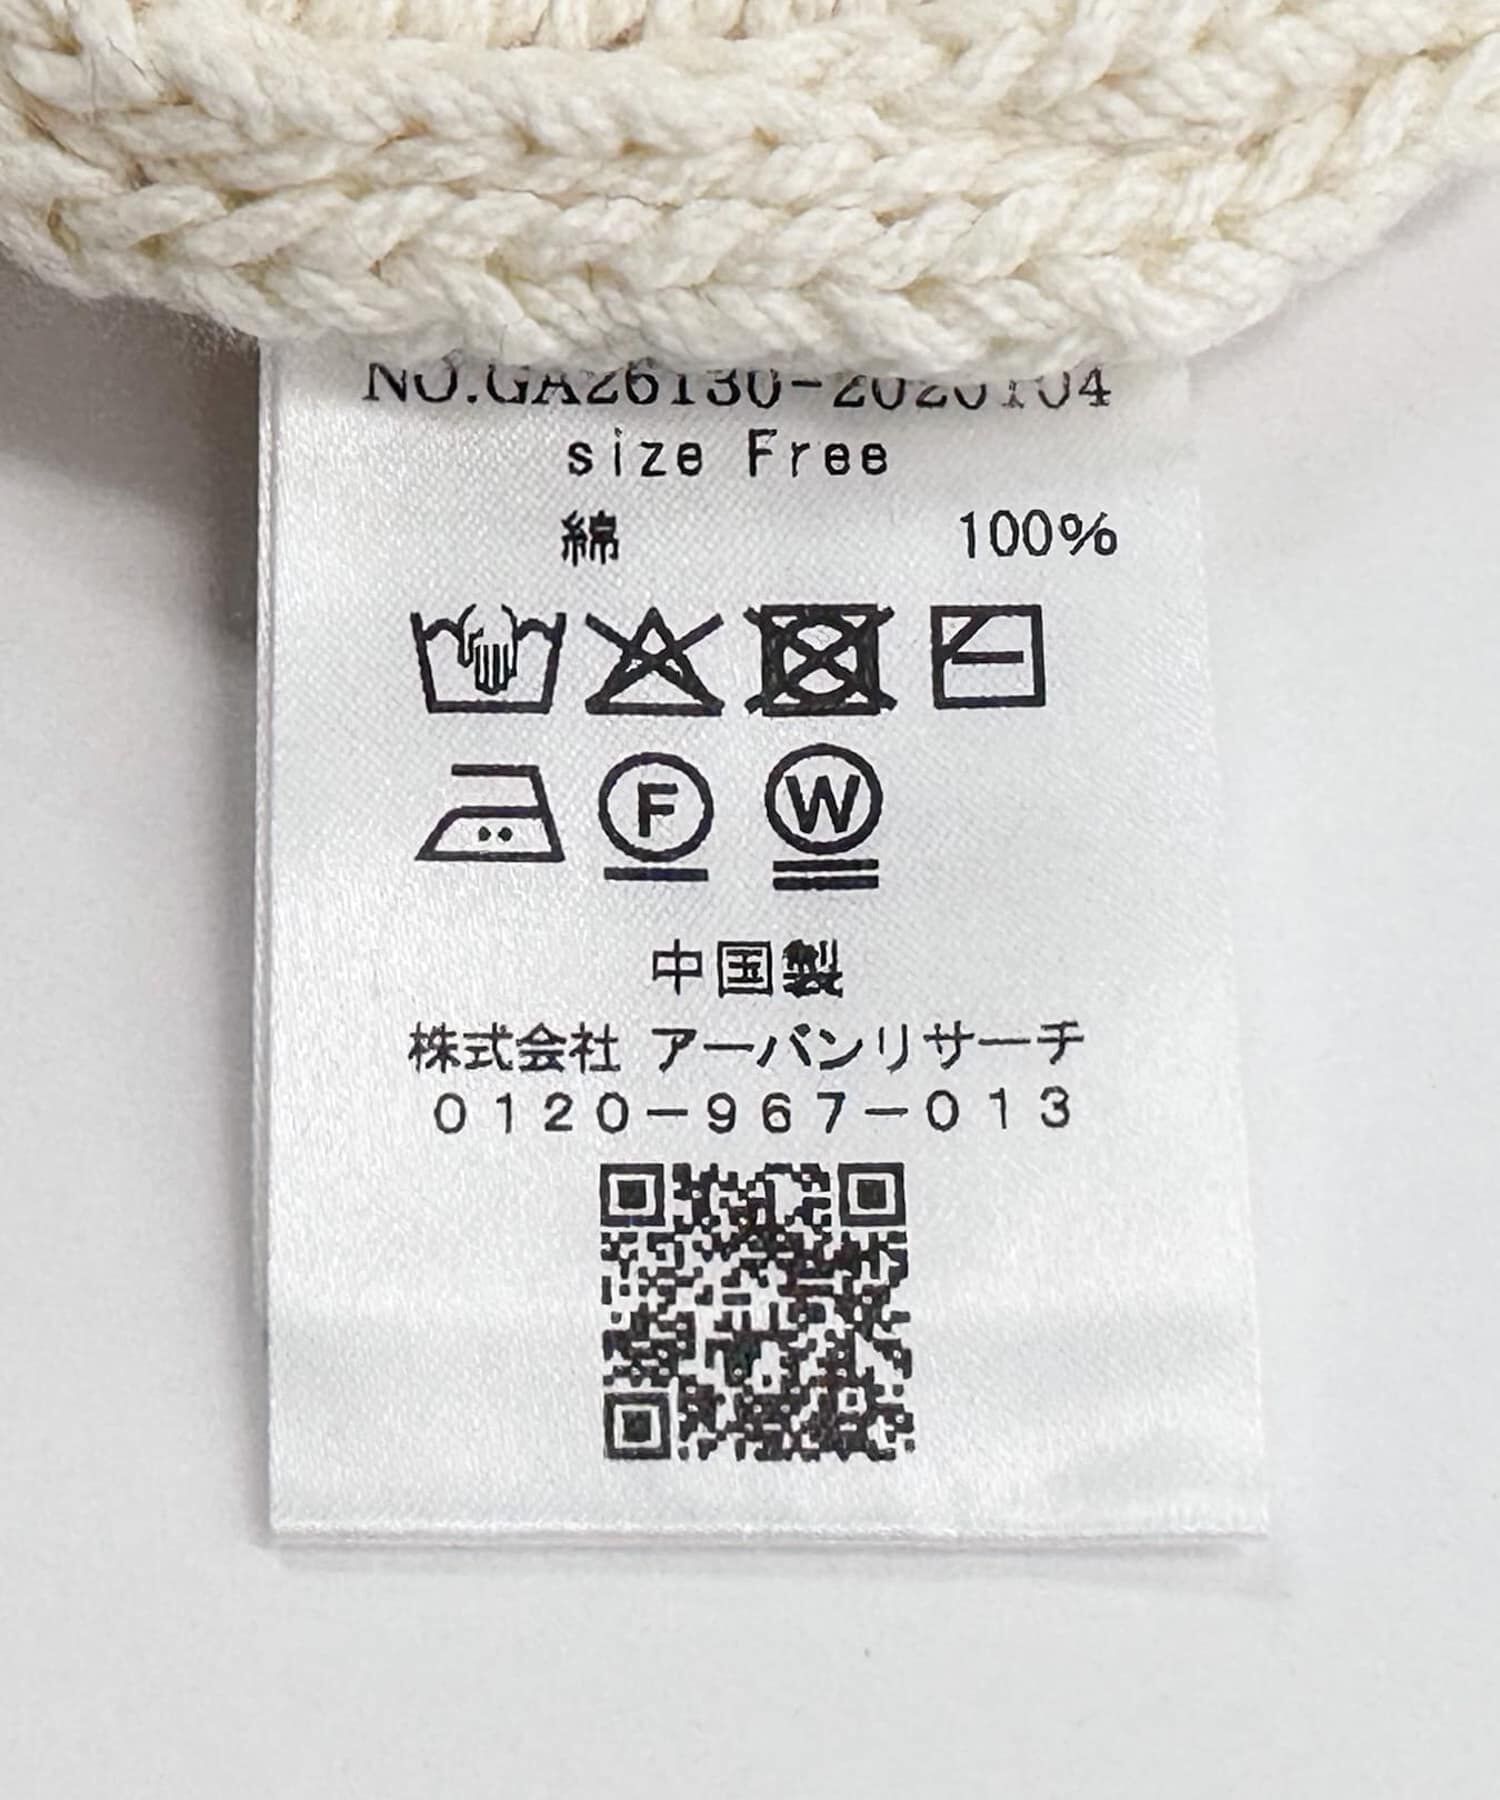 NO.GA26130-2020104
size Free
綿 100%
F W
中国製
株式会社 アーバンリサーチ
0120-967-013